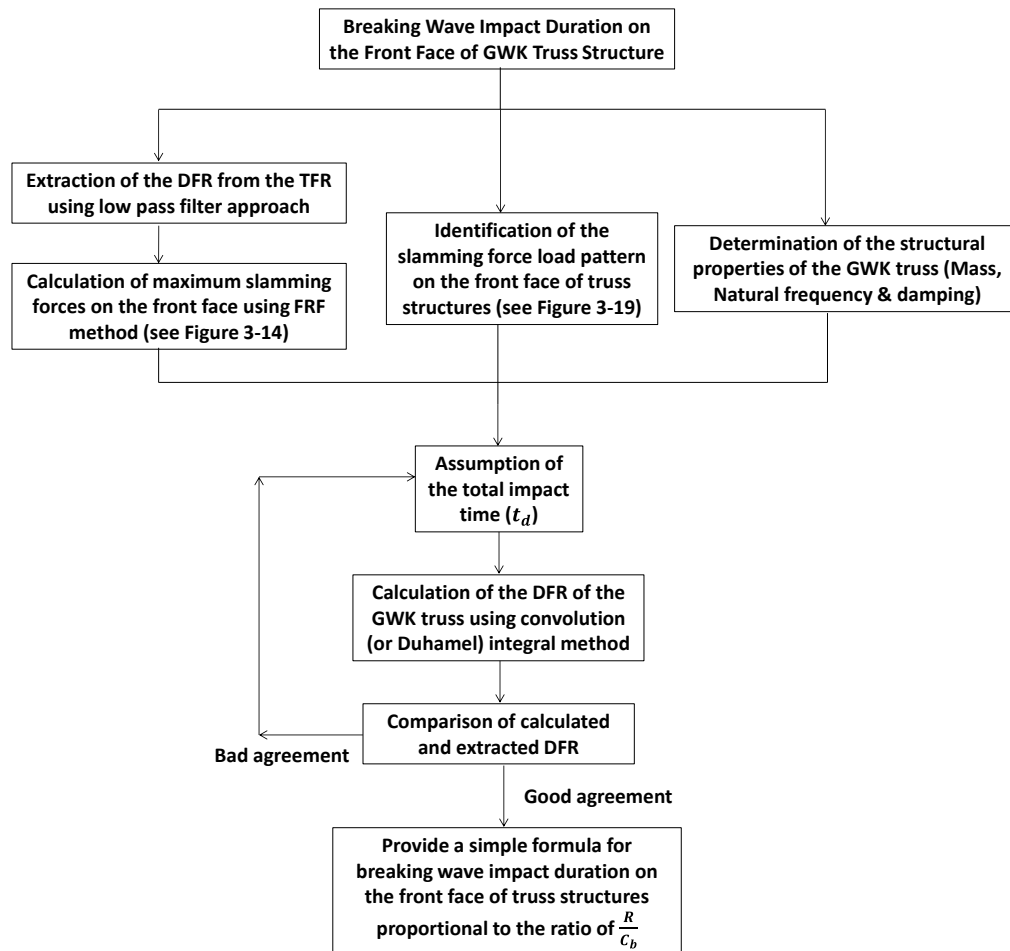 Breaking Wave Impact Duration on
the Front Face of GWK Truss Structure
Extraction of the DFR from the TFR
using low pass filter approach
Calculation of maximum slamming
forces on the front face using FRF
method (see Figure 3-14)
Identification of the
slamming force load pattern
on the front face of truss
structures (see Figure 3-19)
Determination of the structural
properties of the GWK truss (Mass,
Natural frequency & damping)
Assumption of
the total impact
time (t_d)
Calculation of the DFR of the
GWK truss using convolution
(or Duhamel) integral method
Comparison of calculated
and extracted DFR
Bad agreement
Good agreement
Provide a simple formula for
breaking wave impact duration on
the front face of truss structures
proportional to the ratio of R/C_b